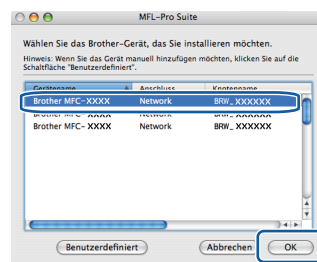 MFL-Pro Suite
Wählen Sie das Brother-Gerät, das Sie installieren möchten.
Hinweis: Wenn Sie das Gerät manuell hinzufügen möchten, klicken Sie auf die
Schaltfläche "Benutzerdefiniert".
Gerätename Anschluss Knotenname
Brother MFC-XXXX Network BRW_XXXXXX
Brother MFC-XXXX Network BRW_XXXXXX
Brother MFC-XXXX Network BRW_XXXXXX
Benutzerdefiniert Abbrechen OK